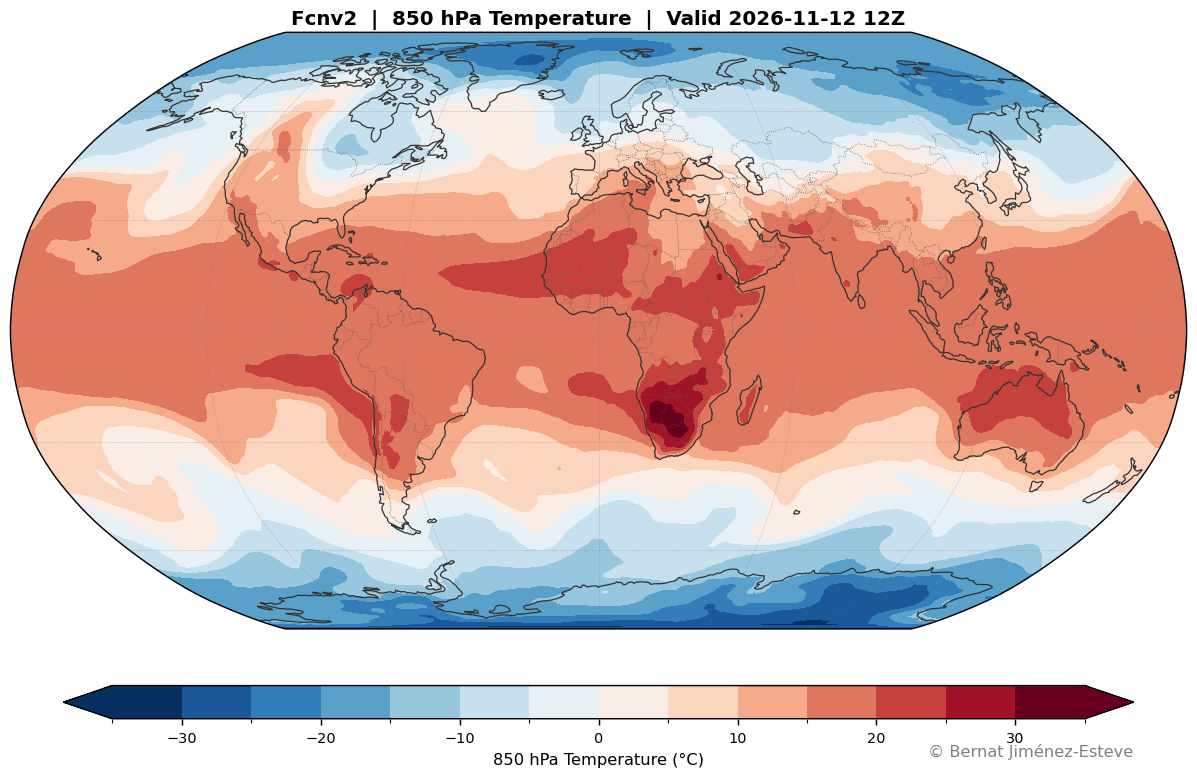 Fcnv2  |  850 hPa Temperature  |  Valid 2026-11-12 12Z
−30 −20 −10 0 10 20 30
850 hPa Temperature (°C)
© Bernat Jiménez-Esteve